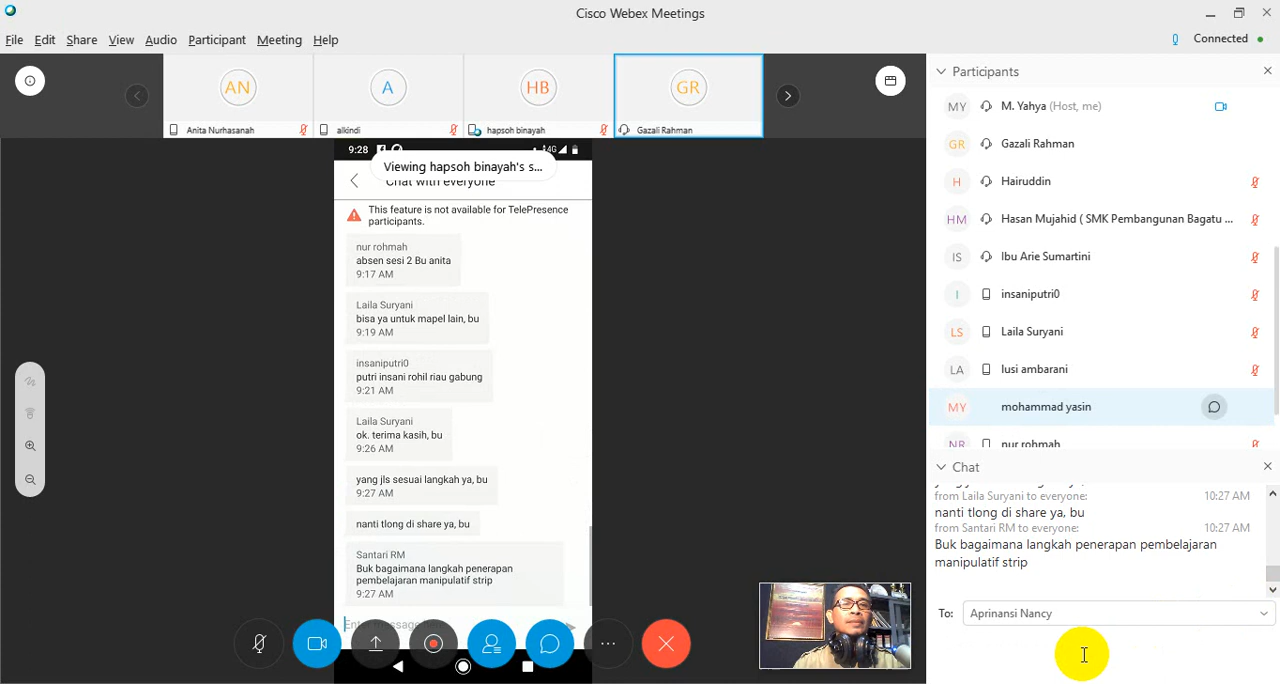 Cisco Webex Meetings
File Edit Share View Audio Participant Meeting Help
Connected
AN
Anita Nurhasanah
A
alkindi
HB
hapsoh binayah
GR
Gazali Rahman
9:28
4G
Viewing hapsoh binayah's s...
Chat with everyone
This feature is not available for TelePresence
participants.
nur rohmah
absen sesi 2 Bu anita
9:17 AM
Laila Suryani
bisa ya untuk mapel lain, bu
9:19 AM
insaniputri0
putri insani rohil riau gabung
9:21 AM
Laila Suryani
ok. terima kasih, bu
9:26 AM
yang jls sesuai langkah ya, bu
9:27 AM
nanti tlong di share ya, bu
Santari RM
Buk bagaimana langkah penerapan
pembelajaran manipulatif strip
9:27 AM
Participants
MY M. Yahya (Host, me)
GR Gazali Rahman
H Hairuddin
HM Hasan Mujahid ( SMK Pembangunan Bagatu ...
IS Ibu Arie Sumartini
I insaniputri0
LS Laila Suryani
LA lusi ambarani
MY mohammad yasin
NR nur rohmah
Chat
from Laila Suryani to everyone: 10:27 AM
nanti tlong di share ya, bu
from Santari RM to everyone: 10:27 AM
Buk bagaimana langkah penerapan pembelajaran
manipulatif strip
To: Aprinansi Nancy